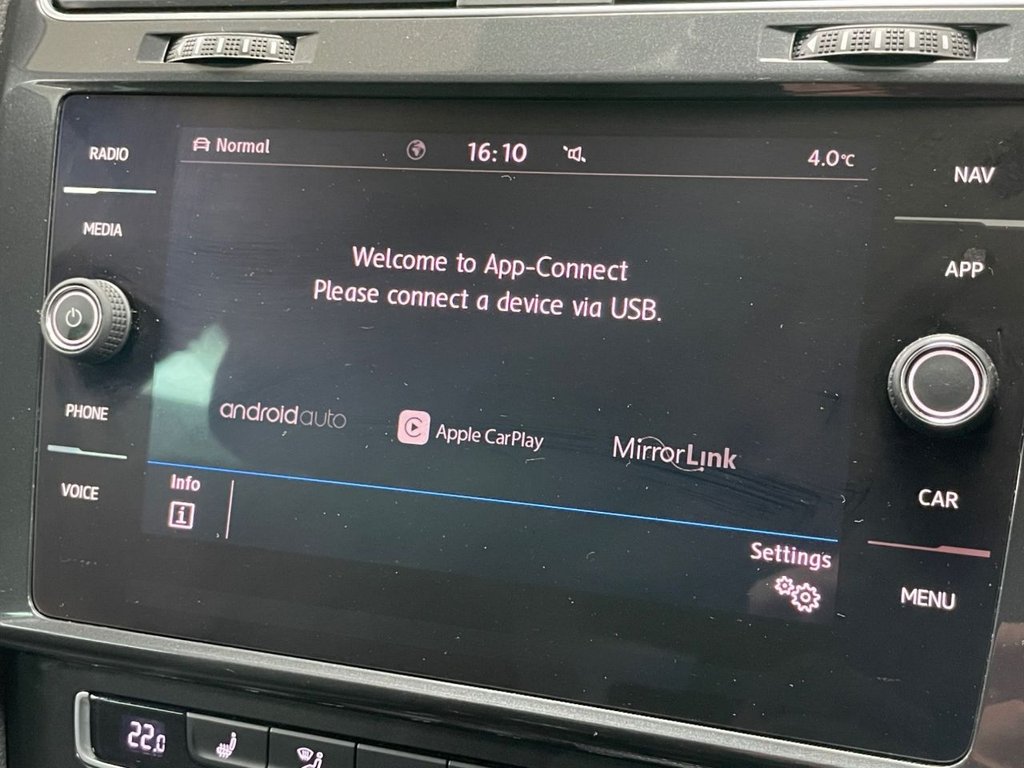 RADIO
Normal
16:10
4.0°C
NAV
MEDIA
APP
Welcome to App-Connect
Please connect a device via USB.
PHONE
androidauto
Apple CarPlay
MirrorLink
CAR
VOICE
Info
i
Settings
MENU
22.0